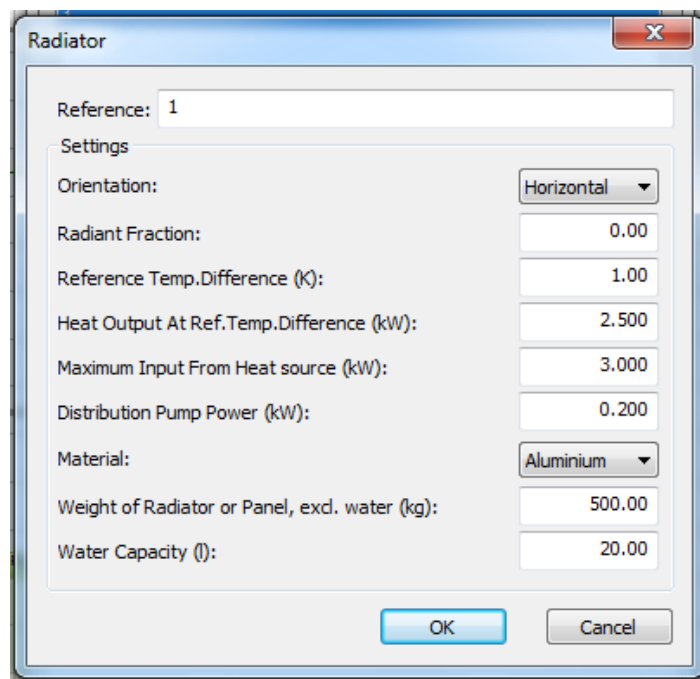 Radiator
Reference: 1
Settings
Orientation: Horizontal
Radiant Fraction: 0.00
Reference Temp.Difference (K): 1.00
Heat Output At Ref.Temp.Difference (kW): 2.500
Maximum Input From Heat source (kW): 3.000
Distribution Pump Power (kW): 0.200
Material: Aluminium
Weight of Radiator or Panel, excl. water (kg): 500.00
Water Capacity (l): 20.00
OK Cancel